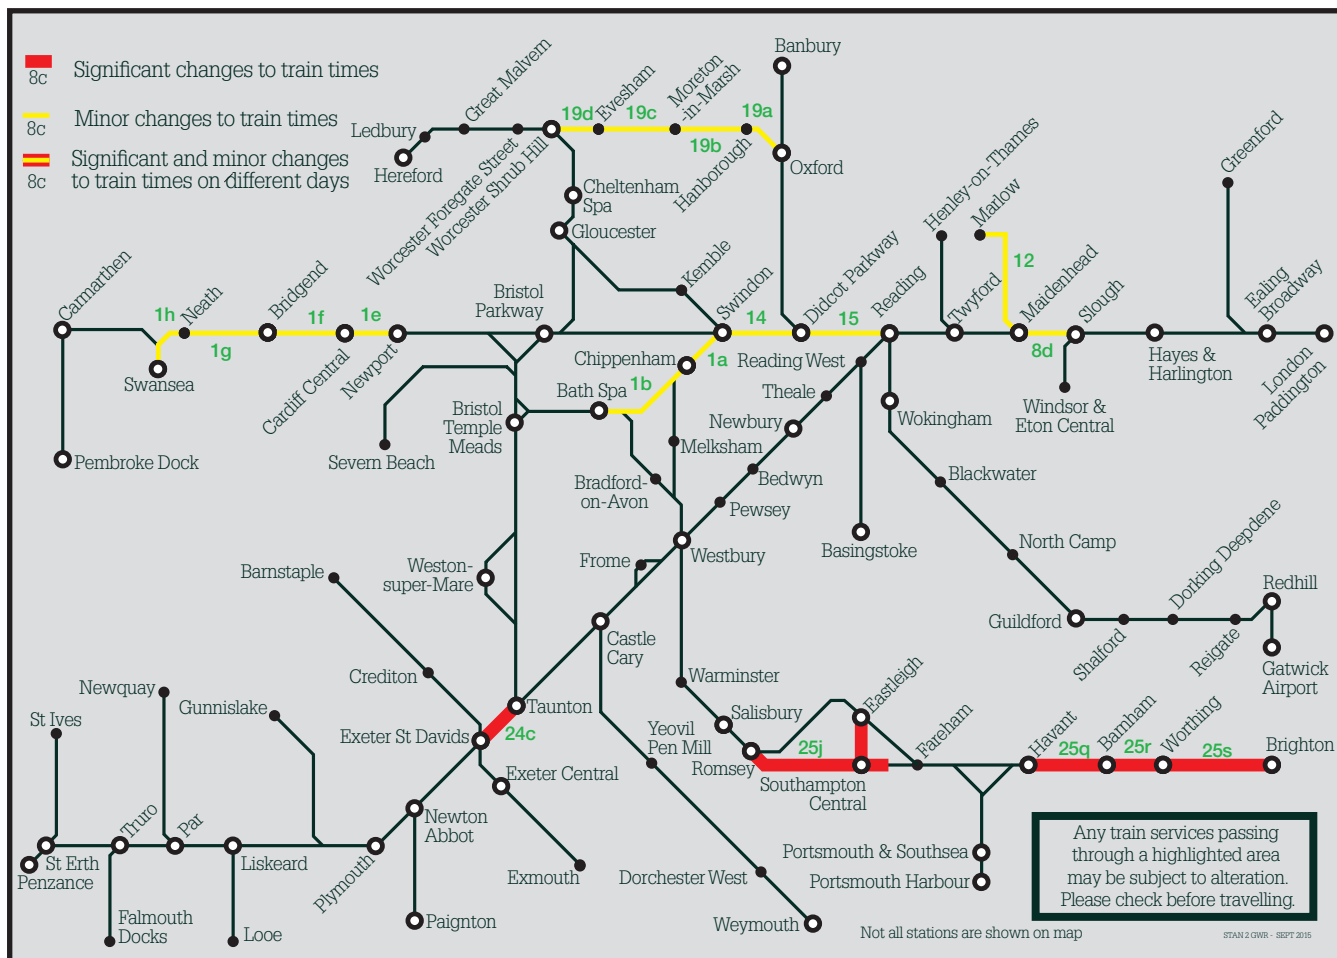 8c
Significant changes to train times
8c
Minor changes to train times
8c
Significant and minor changes
to train times on different days
Banbury
Great Malvern
Ledbury
Hereford
19d
Evesham
19c
Moreton
-in-Marsh
19b
19a
Hanborough
Oxford
Worcester Foregate Street
Worcester Shrub Hill
Cheltenham
Spa
Gloucester
Kemble
Henley-on-Thames
Marlow
12
Greenford
Carmarthen
1h
Neath
1g
Bridgend
1f
Cardiff Central
1e
Newport
Swansea
Bristol
Parkway
Swindon
14
Didcot Parkway
15
Reading
Twyford
Maidenhead
8d
Slough
Windsor &
Eton Central
Hayes &
Harlington
Ealing
Broadway
London
Paddington
Chippenham
1a
1b
Bath Spa
Reading West
Theale
Newbury
Bedwyn
Pewsey
Basingstoke
Wokingham
Blackwater
North Camp
Guildford
Shalford
Dorking Deepdene
Reigate
Redhill
Gatwick
Airport
Pembroke Dock
Severn Beach
Bristol
Temple
Meads
Melksham
Bradford-
on-Avon
Westbury
Frome
Weston-
super-Mare
Barnstaple
Crediton
Castle
Cary
Warminster
Salisbury
Taunton
24c
Exeter St Davids
Exeter Central
Exmouth
Newquay
Gunnislake
St Ives
Yeovil
Pen Mill
Romsey
25j
Eastleigh
Southampton
Central
Fareham
Havant
25q
Barnham
25r
Worthing
25s
Brighton
Newton
Abbot
Paignton
Truro
Par
Liskeard
Plymouth
St Erth
Penzance
Falmouth
Docks
Looe
Dorchester West
Weymouth
Portsmouth & Southsea
Portsmouth Harbour
Any train services passing
through a highlighted area
may be subject to alteration.
Please check before travelling.
Not all stations are shown on map
STAN 2 GWR - SEPT 2015